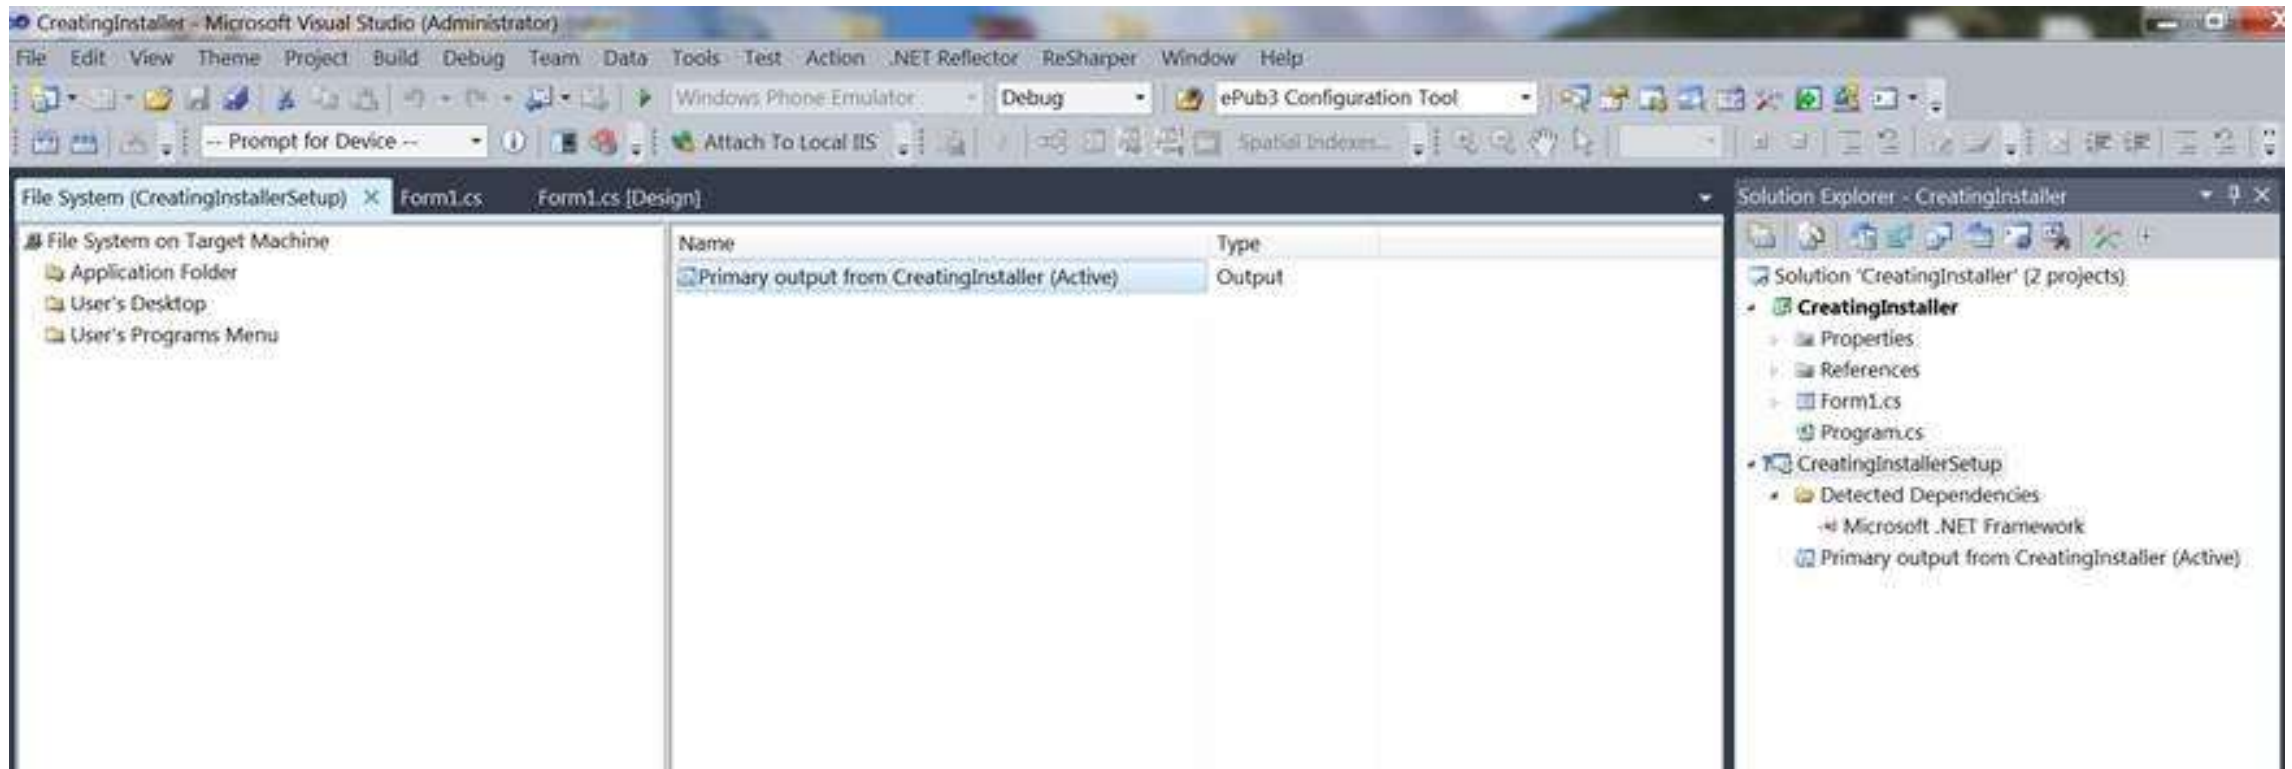 CreatingInstaller - Microsoft Visual Studio (Administrator)
File Edit View Theme Project Build Debug Team Data Tools Test Action .NET Reflector ReSharper Window Help
Windows Phone Emulator Debug ePub3 Configuration Tool
-- Prompt for Device -- Attach To Local IIS Spatial Indexes...
File System (CreatingInstallerSetup) Form1.cs Form1.cs [Design]
File System on Target Machine
Application Folder
User's Desktop
User's Programs Menu
Name Type
Primary output from CreatingInstaller (Active) Output
Solution Explorer - CreatingInstaller
Solution 'CreatingInstaller' (2 projects)
CreatingInstaller
Properties
References
Form1.cs
Program.cs
CreatingInstallerSetup
Detected Dependencies
Microsoft .NET Framework
Primary output from CreatingInstaller (Active)